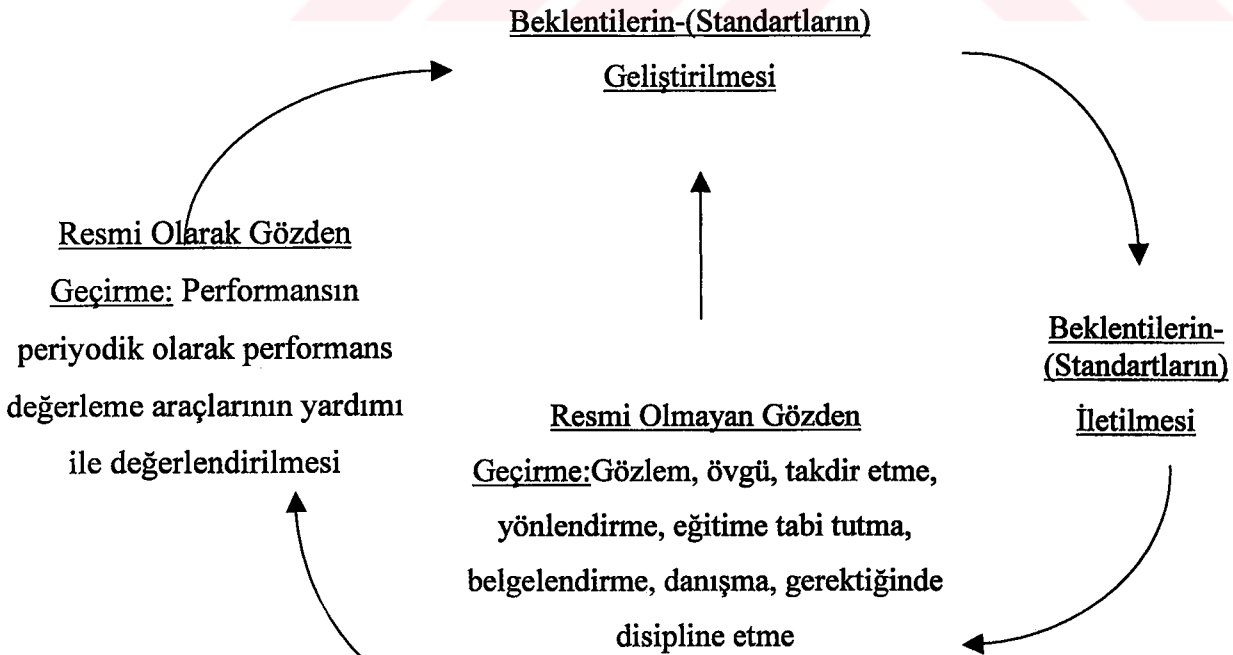 Beklentilerin-(Standartların)
Geliştirilmesi
Resmi Olarak Gözden
Geçirme: Performansın
periyodik olarak performans
değerleme araçlarının yardımı
ile değerlendirilmesi
Beklentilerin-
(Standartların)
İletilmesi
Resmi Olmayan Gözden
Geçirme:Gözlem, övgü, takdir etme,
yönlendirme, eğitime tabi tutma,
belgelendirme, danışma, gerektiğinde
disipline etme